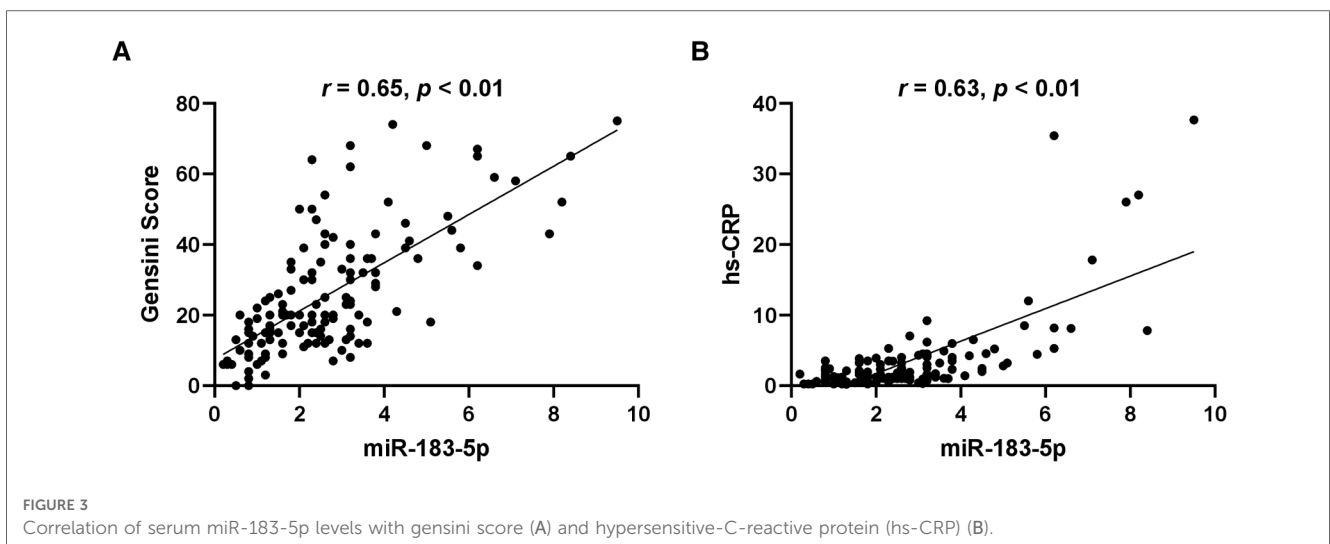 A
r = 0.65, p < 0.01
80
60
40
20
0
Gensini Score
0 2 4 6 8 10
miR-183-5p
B
r = 0.63, p < 0.01
40
30
20
10
0
hs-CRP
0 2 4 6 8 10
miR-183-5p
FIGURE 3
Correlation of serum miR-183-5p levels with gensini score (A) and hypersensitive-C-reactive protein (hs-CRP) (B).